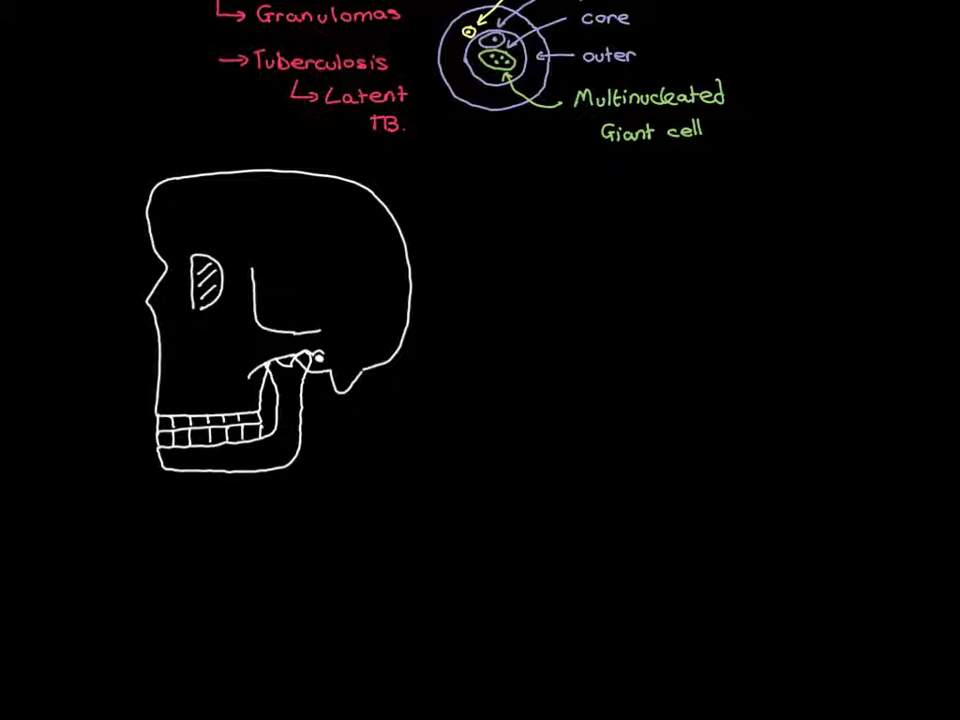 Granulomas
core
Tuberculosis
outer
Latent
TB.
Multinucleated
Giant cell